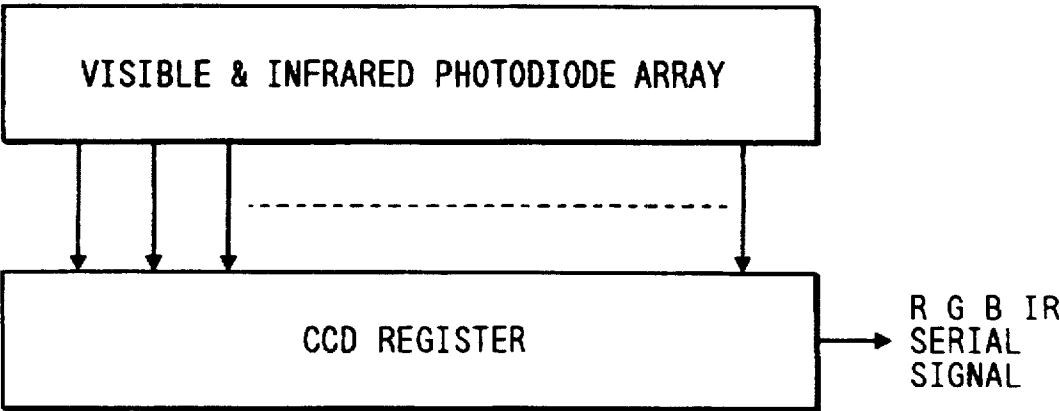 VISIBLE & INFRARED PHOTODIODE ARRAY
CCD REGISTER
R G B IR
SERIAL
SIGNAL